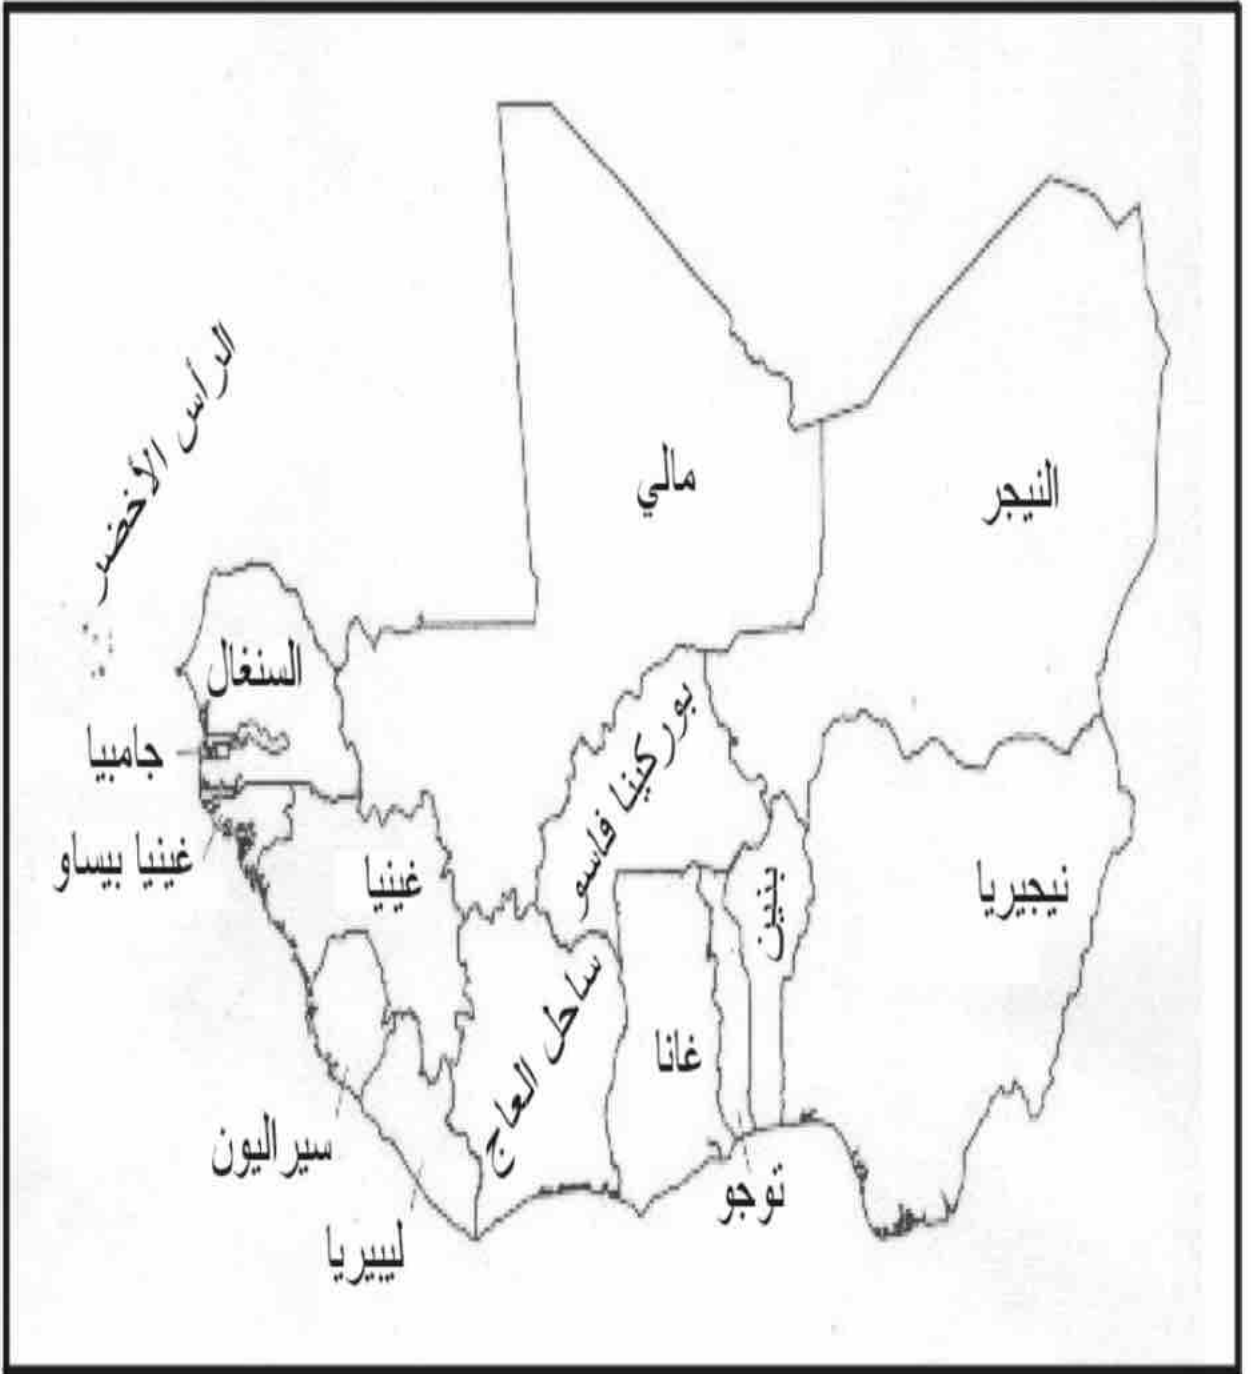 الرأس الأخضر
مالي
النيجر
السنغال
جامبيا
بوركينا فاسو
غينيا بيساو
غينيا
بنين
نيجيريا
ساحل العاج
غانا
سيراليون
توجو
ليبيريا